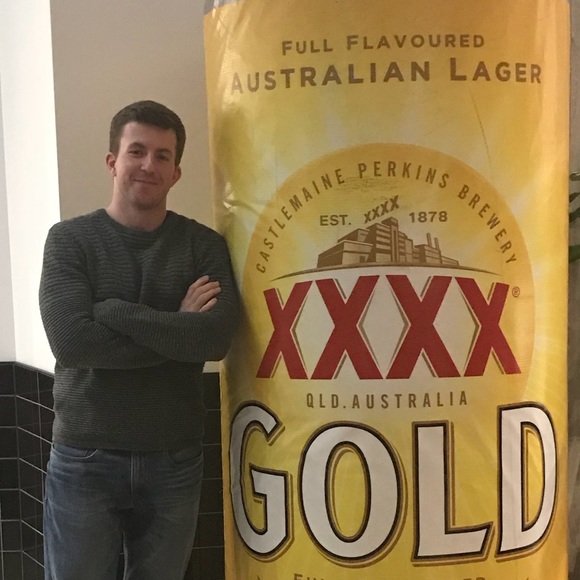 FULL FLAVOURED
AUSTRALIAN LAGER
CASTLEMAINE PERKINS BREWERY
EST. XXXX 1878
XXXX®
QLD. AUSTRALIA
GOLD